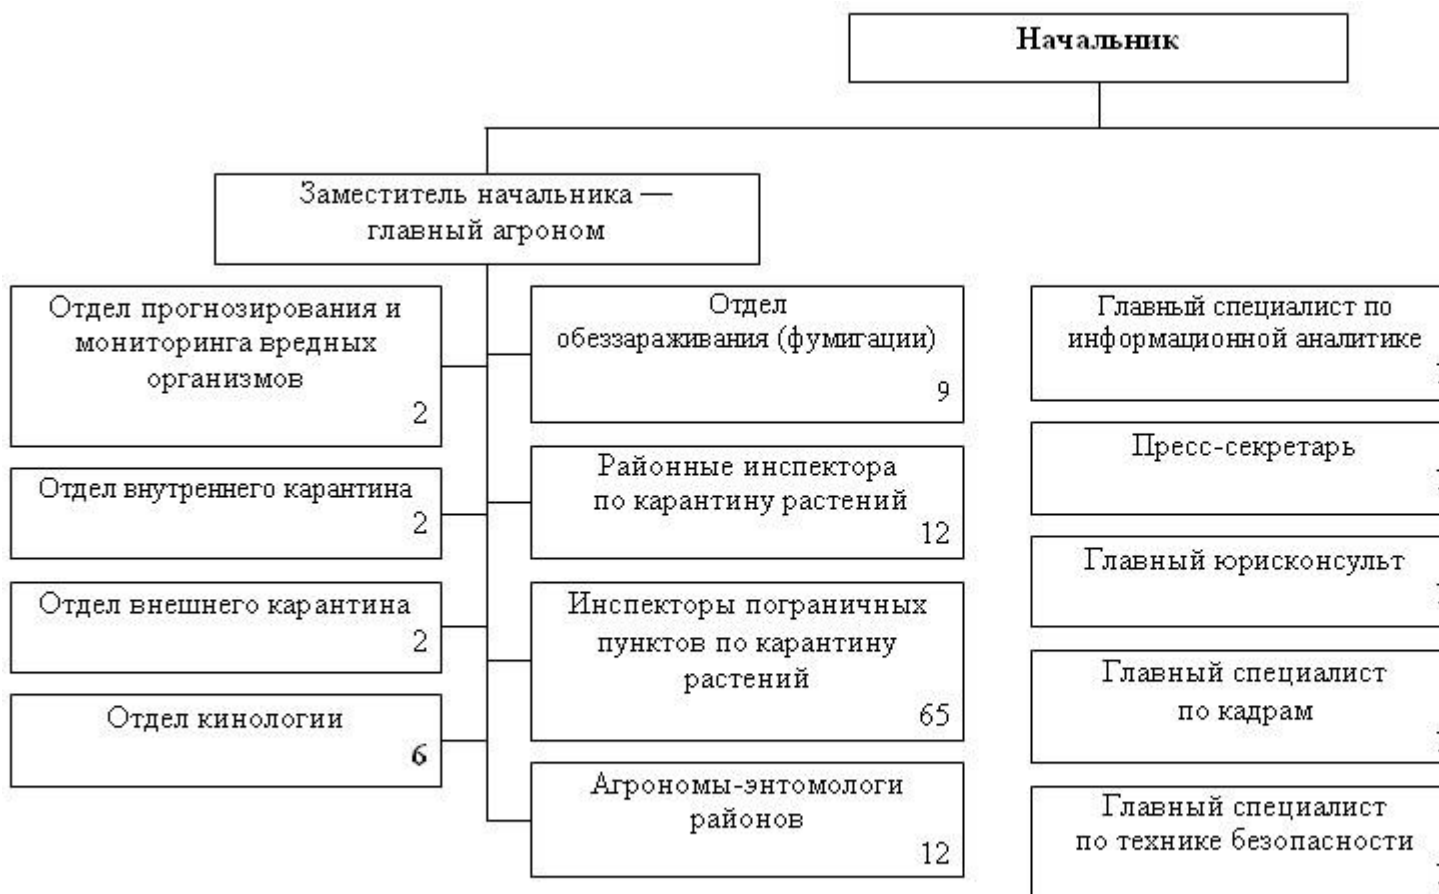 Начальник
Заместитель начальника —
главный агроном
Отдел прогнозирования и
мониторинга вредных
организмов
2
Отдел внутреннего карантина
2
Отдел внешнего карантина
2
Отдел кинологии
6
Отдел
обеззараживания (фумигации)
9
Районные инспектора
по карантину растений
12
Инспекторы пограничных
пунктов по карантину
растений
65
Агрономы-энтомологи
районов
12
Главный специалист по
информационной аналитике
Пресс-секретарь
Главный юрисконсульт
Главный специалист
по кадрам
Главный специалист
по технике безопасности